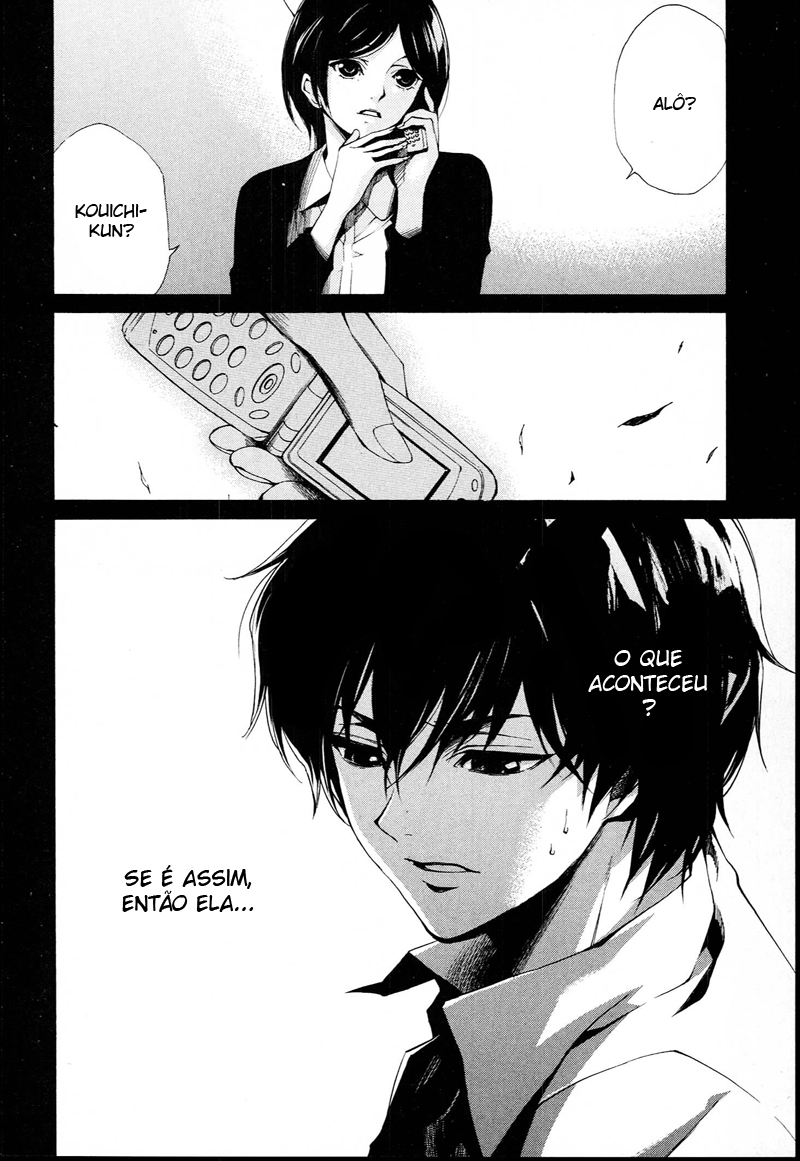 ALÔ?
KOUICHI-
KUN?
O QUE
ACONTECEU
?
SE É ASSIM,
ENTÃO ELA...